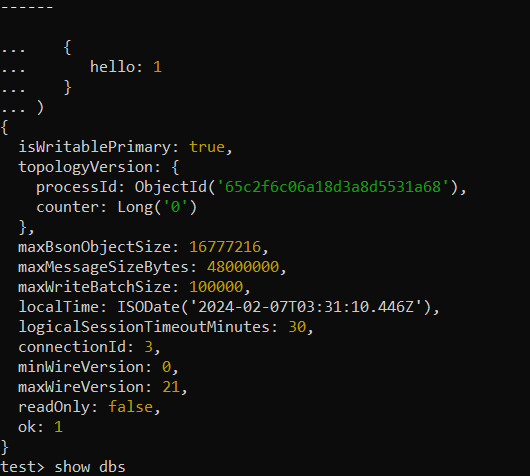 ------
...    {
...       hello: 1
...    }
... )
{
  isWritablePrimary: true,
  topologyVersion: {
    processId: ObjectId('65c2f6c06a18d3a8d5531a68'),
    counter: Long('0')
  },
  maxBsonObjectSize: 16777216,
  maxMessageSizeBytes: 48000000,
  maxWriteBatchSize: 100000,
  localTime: ISODate('2024-02-07T03:31:10.446Z'),
  logicalSessionTimeoutMinutes: 30,
  connectionId: 3,
  minWireVersion: 0,
  maxWireVersion: 21,
  readOnly: false,
  ok: 1
}
test> show dbs